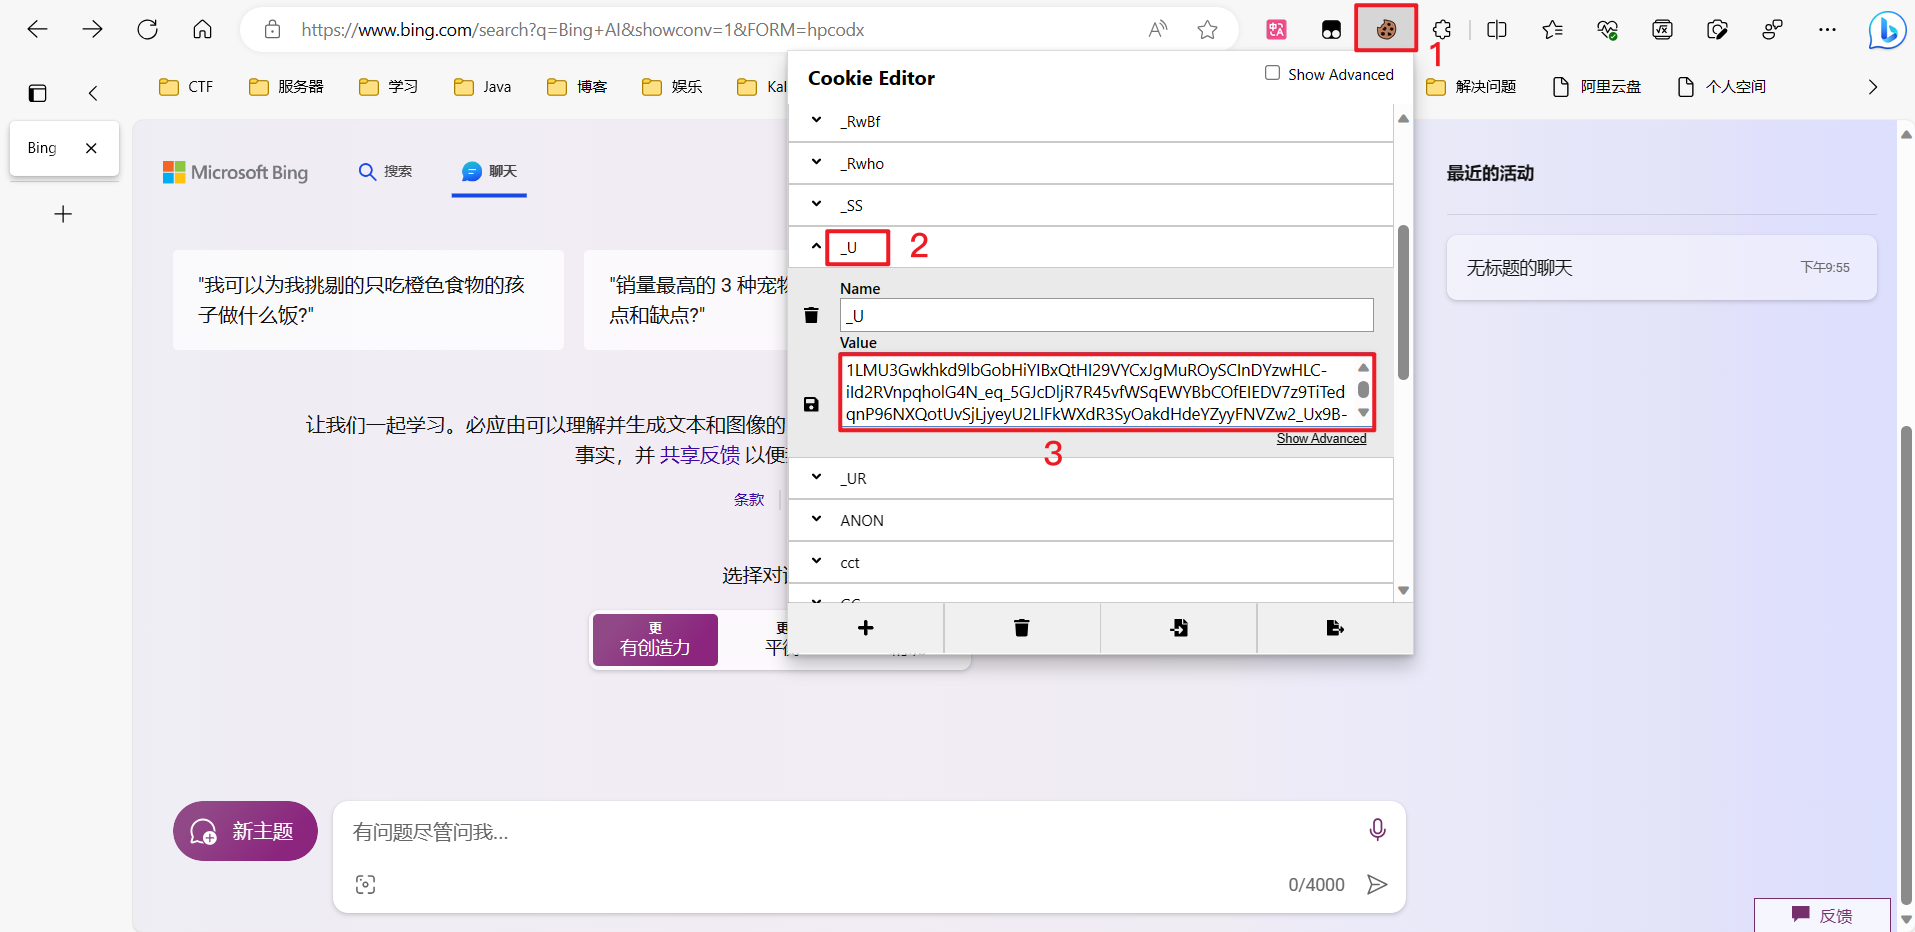 https://www.bing.com/search?q=Bing+AI&showconv=1&FORM=hpcodx
1
CTF
服务器
学习
Java
博客
娱乐
Kal
解决问题
阿里云盘
个人空间
Bing
Microsoft Bing
搜索
聊天
"我可以为我挑剔的只吃橙色食物的孩
子做什么饭?"
"销量最高的 3 种宠物
点和缺点?"
让我们一起学习。必应由可以理解并生成文本和图像的
事实，并 共享反馈 以便
条款
选择对
更
有创造力
更
平
Cookie Editor
Show Advanced
_RwBf
_Rwho
_SS
_U
2
Name
_U
Value
1LMU3Gwkhkd9lbGobHiYIBxQtHI29VYCxJgMuROySCInDYzwHLC-
iId2RVnpqholG4N_eq_5GJcDljR7R45vfWSqEWYBbCOfEIEDV7z9TiTed
qnP96NXQotUvSjLjyeyU2LlFkWXdR3SyOakdHdeYZyyFNVZw2_Ux9B-
Show Advanced
3
_UR
ANON
cct
最近的活动
无标题的聊天
下午9:55
新主题
有问题尽管问我...
0/4000
反馈